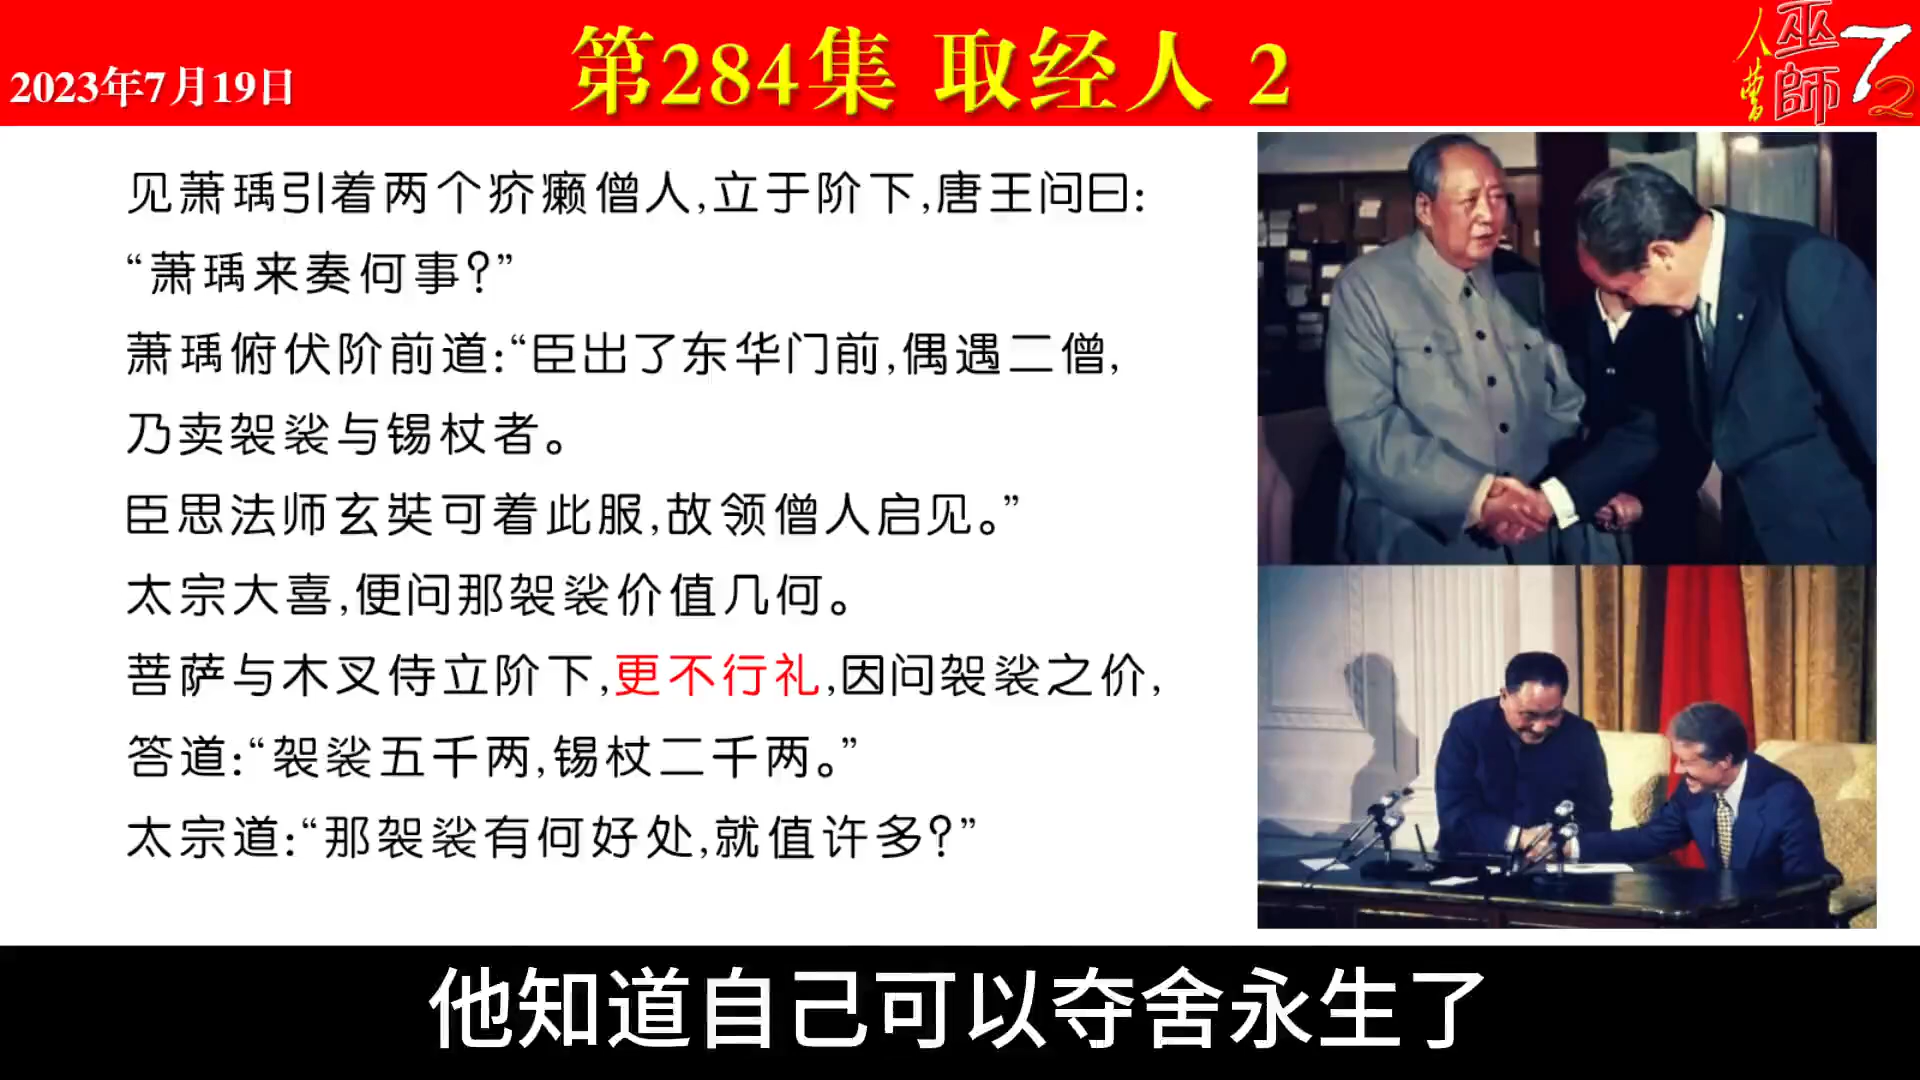 2023年7月19日
第284集 取经人 2
人曹
巫師
72
见萧瑀引着两个疥癞僧人,立于阶下,唐王问曰:
“萧瑀来奏何事?”
萧瑀俯伏阶前道:“臣出了东华门前,偶遇二僧,
乃卖袈裟与锡杖者。
臣思法师玄奘可着此服,故领僧人启见。”
太宗大喜,便问那袈裟价值几何。
菩萨与木叉侍立阶下,更不行礼,因问袈裟之价,
答道:“袈裟五千两,锡杖二千两。”
太宗道:“那袈裟有何好处,就值许多?”
他知道自己可以夺舍永生了